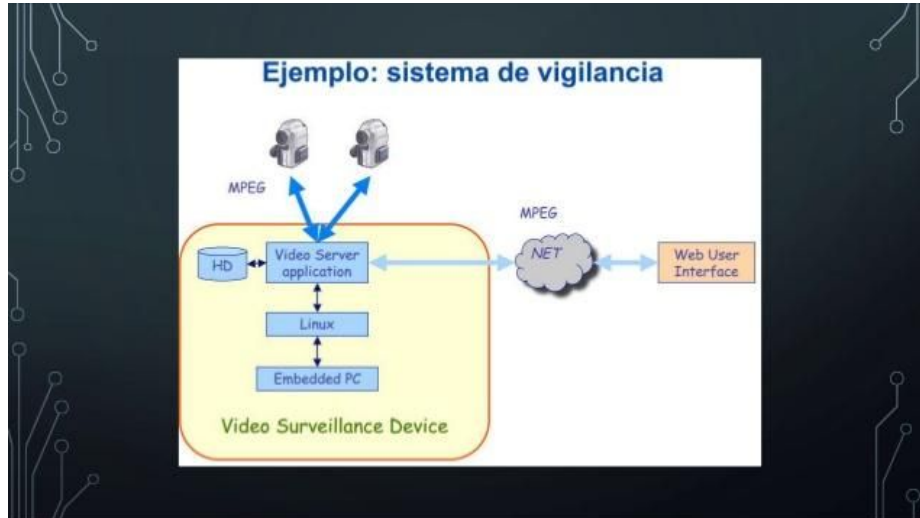 Ejemplo: sistema de vigilancia
MPEG
MPEG
HD
Video Server
application
NET
Web User
Interface
Linux
Embedded PC
Video Surveillance Device